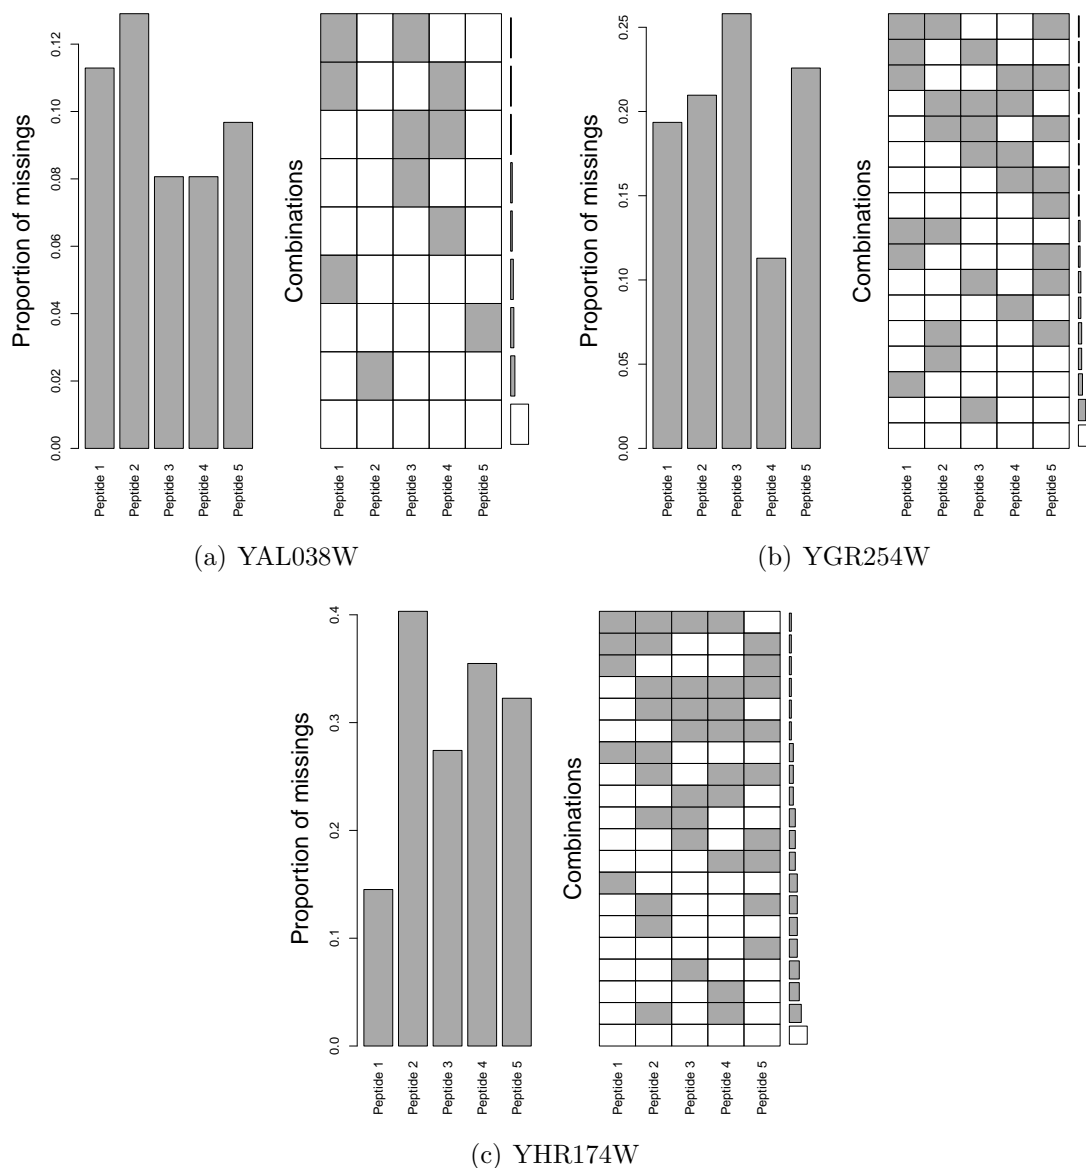 Proportion of missings
0.00 0.02 0.04 0.06 0.08 0.10 0.12
Peptide 1
Peptide 2
Peptide 3
Peptide 4
Peptide 5
Combinations
Peptide 1
Peptide 2
Peptide 3
Peptide 4
Peptide 5
(a) YAL038W
Proportion of missings
0.00 0.05 0.10 0.15 0.20 0.25
Peptide 1
Peptide 2
Peptide 3
Peptide 4
Peptide 5
Combinations
Peptide 1
Peptide 2
Peptide 3
Peptide 4
Peptide 5
(b) YGR254W
Proportion of missings
0.0 0.1 0.2 0.3 0.4
Peptide 1
Peptide 2
Peptide 3
Peptide 4
Peptide 5
Combinations
Peptide 1
Peptide 2
Peptide 3
Peptide 4
Peptide 5
(c) YHR174W